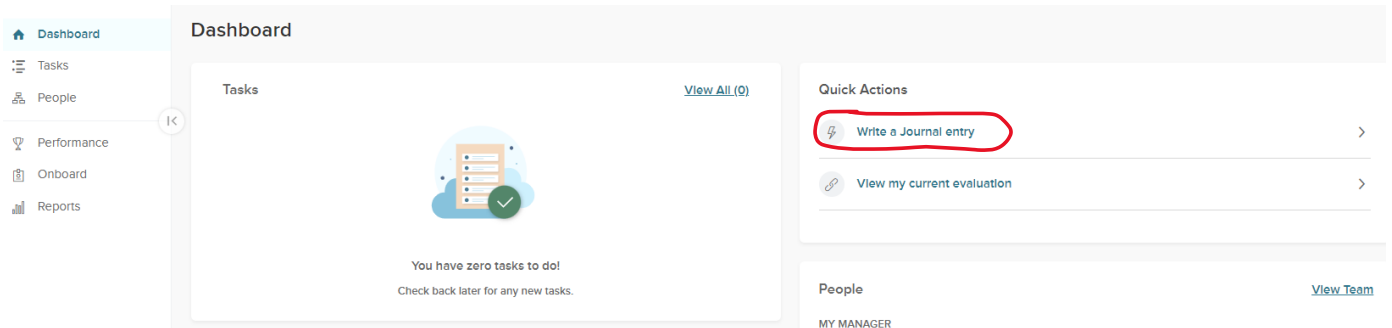 Dashboard
Tasks
People
Performance
Onboard
Reports
Dashboard
Tasks
View All (0)
You have zero tasks to do!
Check back later for any new tasks.
Quick Actions
Write a Journal entry
View my current evaluation
People
View Team
MY MANAGER